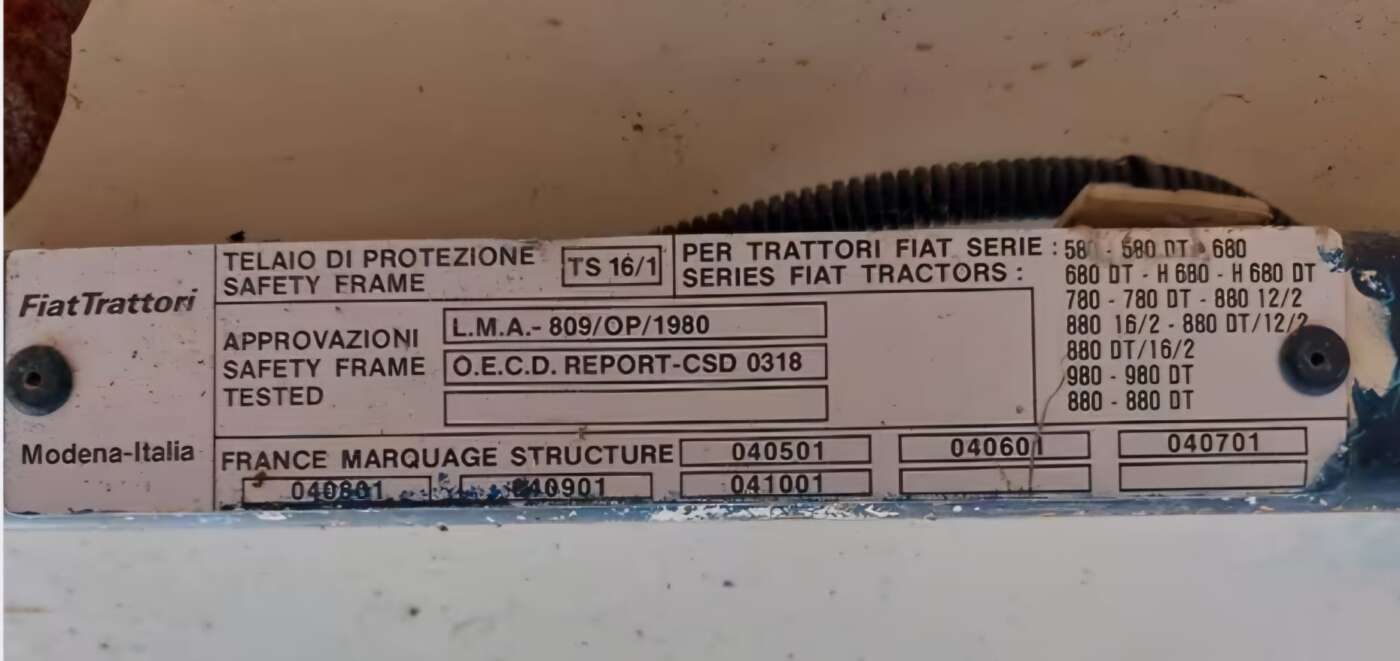 FiatTrattori
Modena-Italia
TELAIO DI PROTEZIONE
SAFETY FRAME
TS 16/1
PER TRATTORI FIAT SERIE :
SERIES FIAT TRACTORS :
580 - 580 DT - 680
680 DT - H 680 - H 680 DT
780 - 780 DT - 880 12/2
880 16/2 - 880 DT/12/2
880 DT/16/2
980 - 980 DT
880 - 880 DT
APPROVAZIONI
SAFETY FRAME
TESTED
L.M.A.- 809/OP/1980
O.E.C.D. REPORT-CSD 0318
FRANCE MARQUAGE STRUCTURE
040501
040601
040701
040801
040901
041001